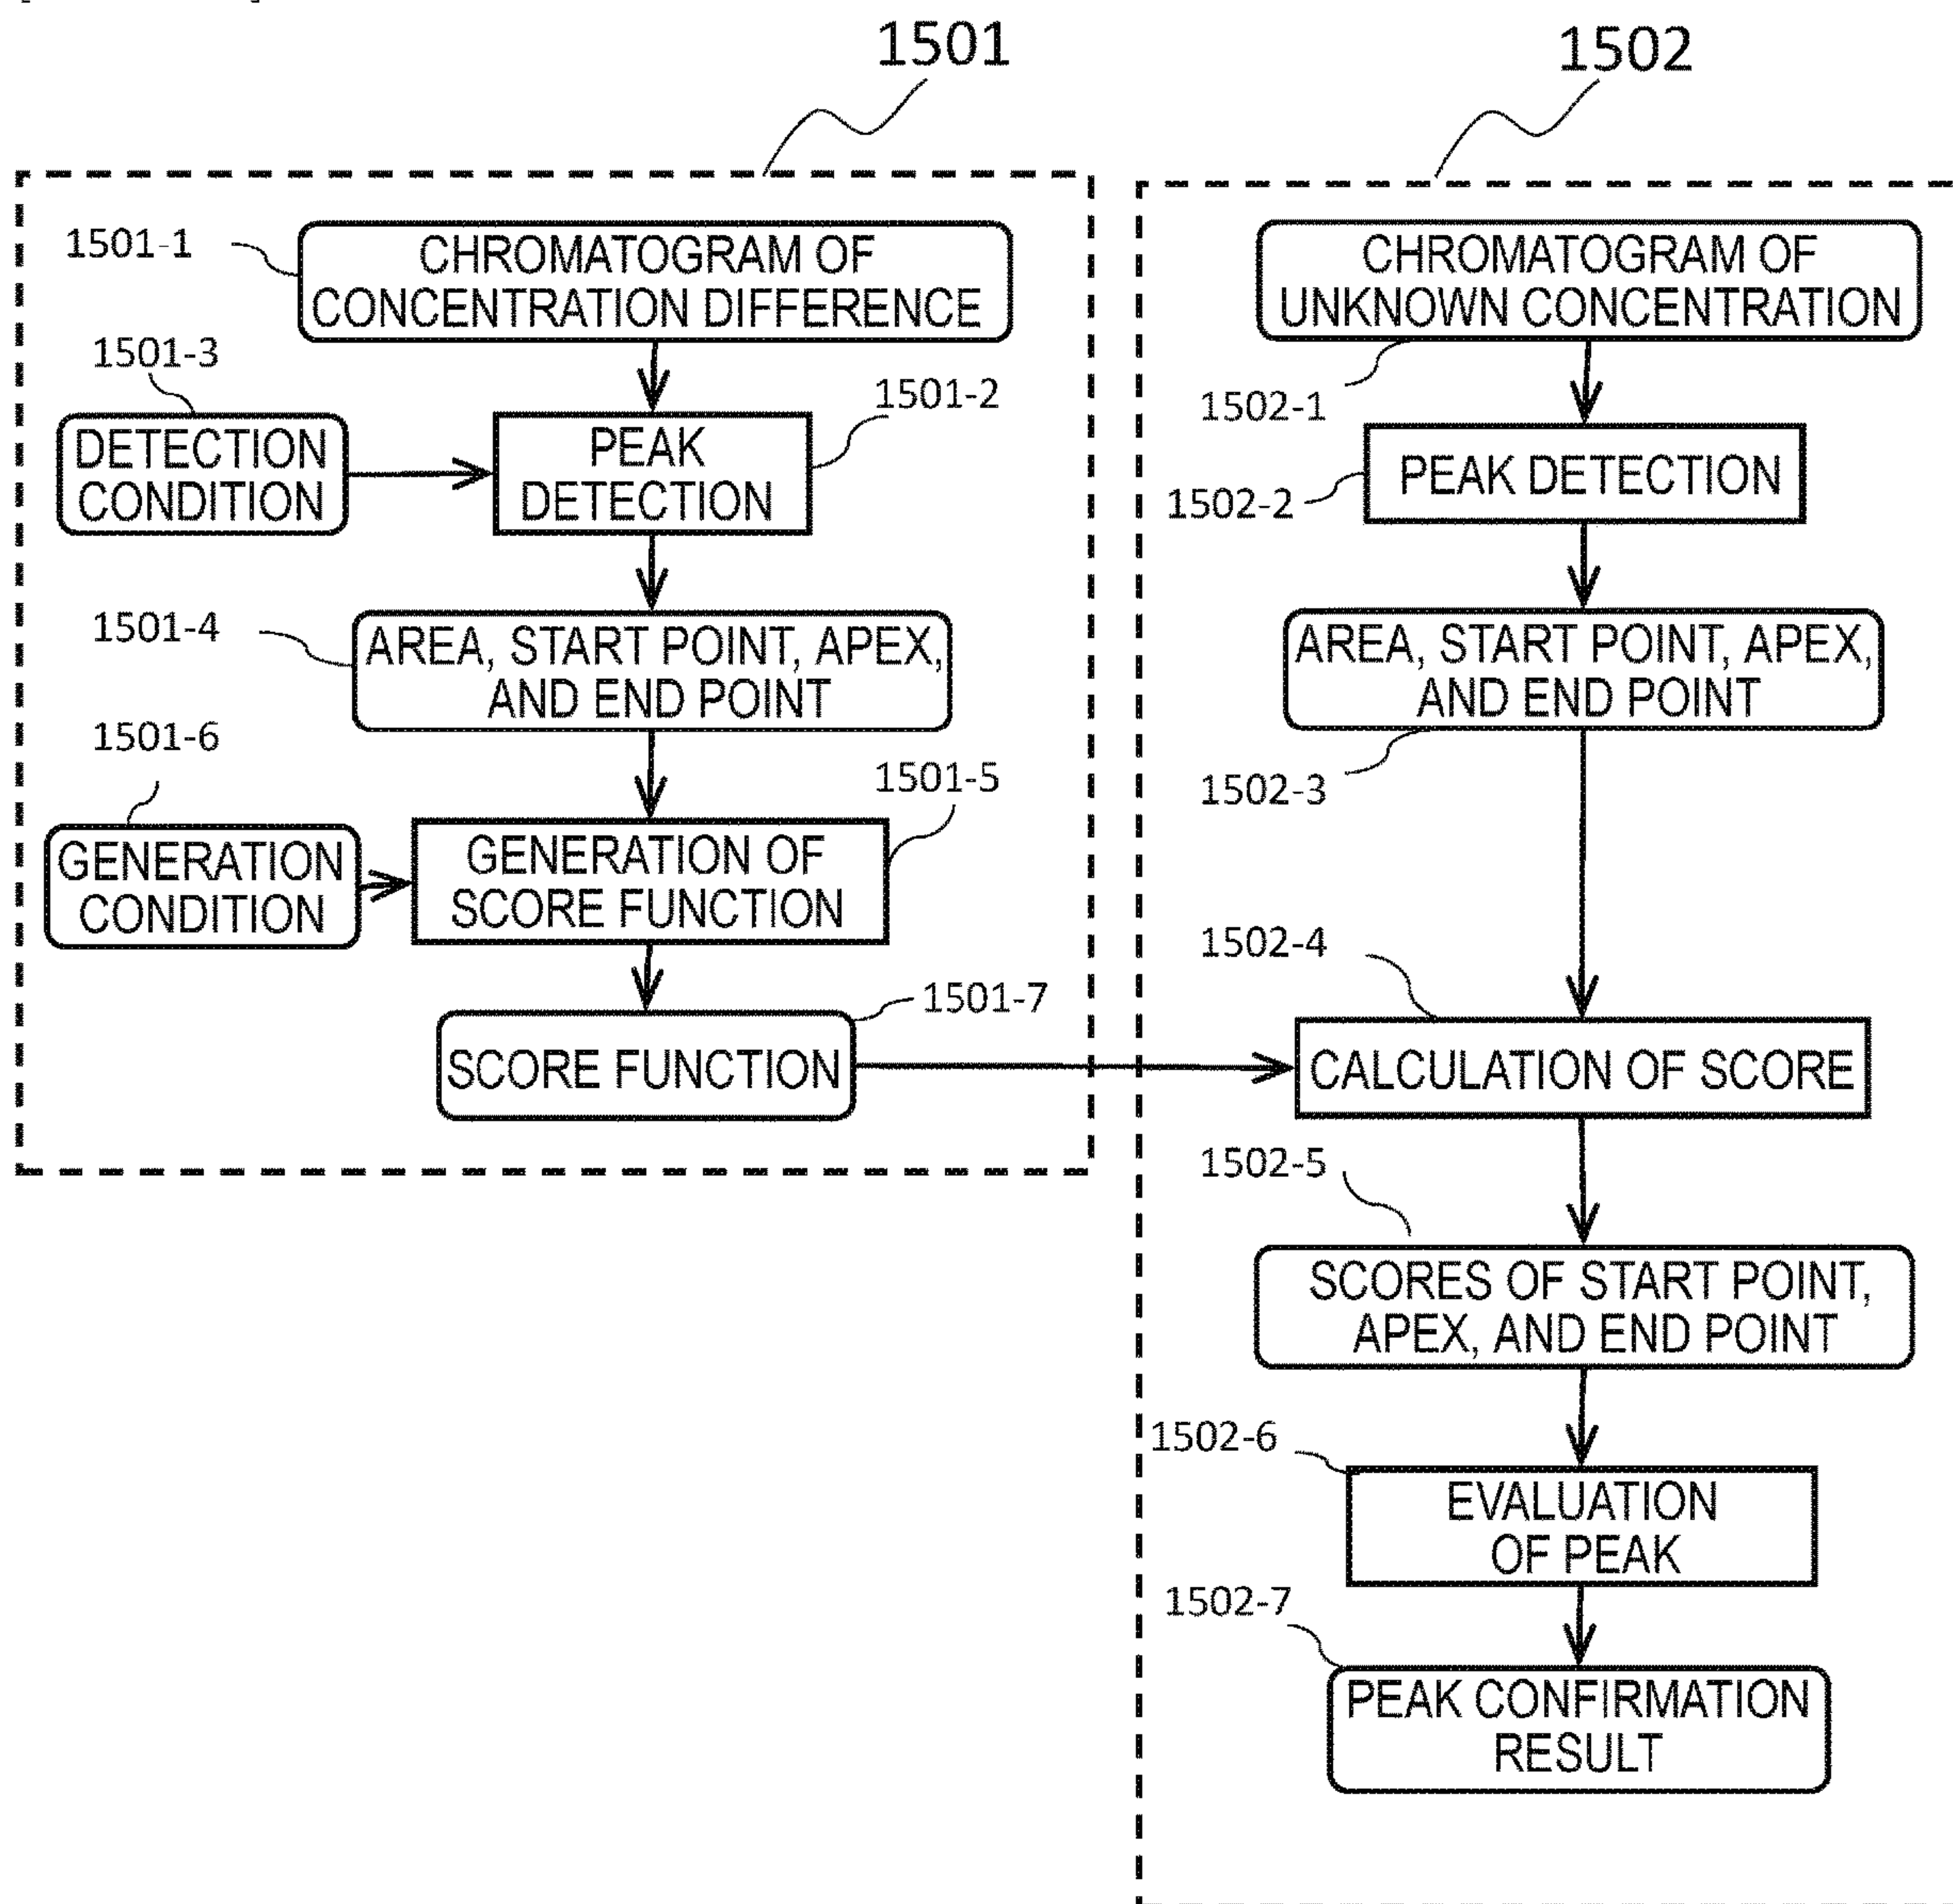 1501
1501-1
CHROMATOGRAM OF
CONCENTRATION DIFFERENCE
1501-3
1501-2
DETECTION
CONDITION
PEAK
DETECTION
1501-4
AREA, START POINT, APEX,
AND END POINT
1501-6
1501-5
GENERATION
CONDITION
GENERATION OF
SCORE FUNCTION
1501-7
SCORE FUNCTION
1502
CHROMATOGRAM OF
UNKNOWN CONCENTRATION
1502-1
PEAK DETECTION
1502-2
AREA, START POINT, APEX,
AND END POINT
1502-3
1502-4
CALCULATION OF SCORE
1502-5
SCORES OF START POINT,
APEX, AND END POINT
1502-6
EVALUATION
OF PEAK
1502-7
PEAK CONFIRMATION
RESULT